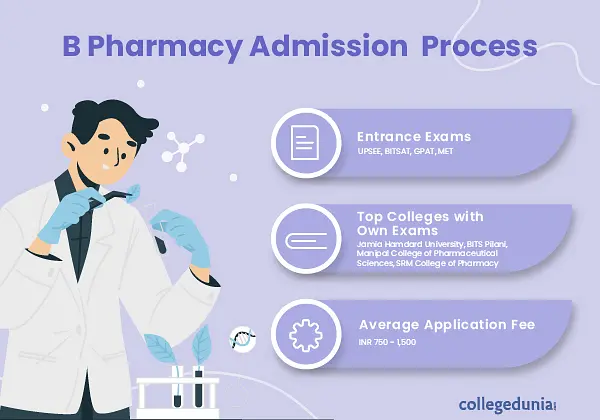 B Pharmacy Admission Process
Entrance Exams
UPSEE, BITSAT, GPAT, MET
Top Colleges with
Own Exams
Jamia Hamdard University, BITS Pilani,
Manipal College of Pharmaceutical
Sciences, SRM College of Pharmacy
Average Application Fee
INR 750 - 1,500
collegedunia